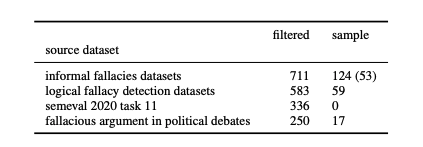 filtered sample
source dataset
informal fallacies datasets 711 124 (53)
logical fallacy detection datasets 583 59
semeval 2020 task 11 336 0
fallacious argument in political debates 250 17